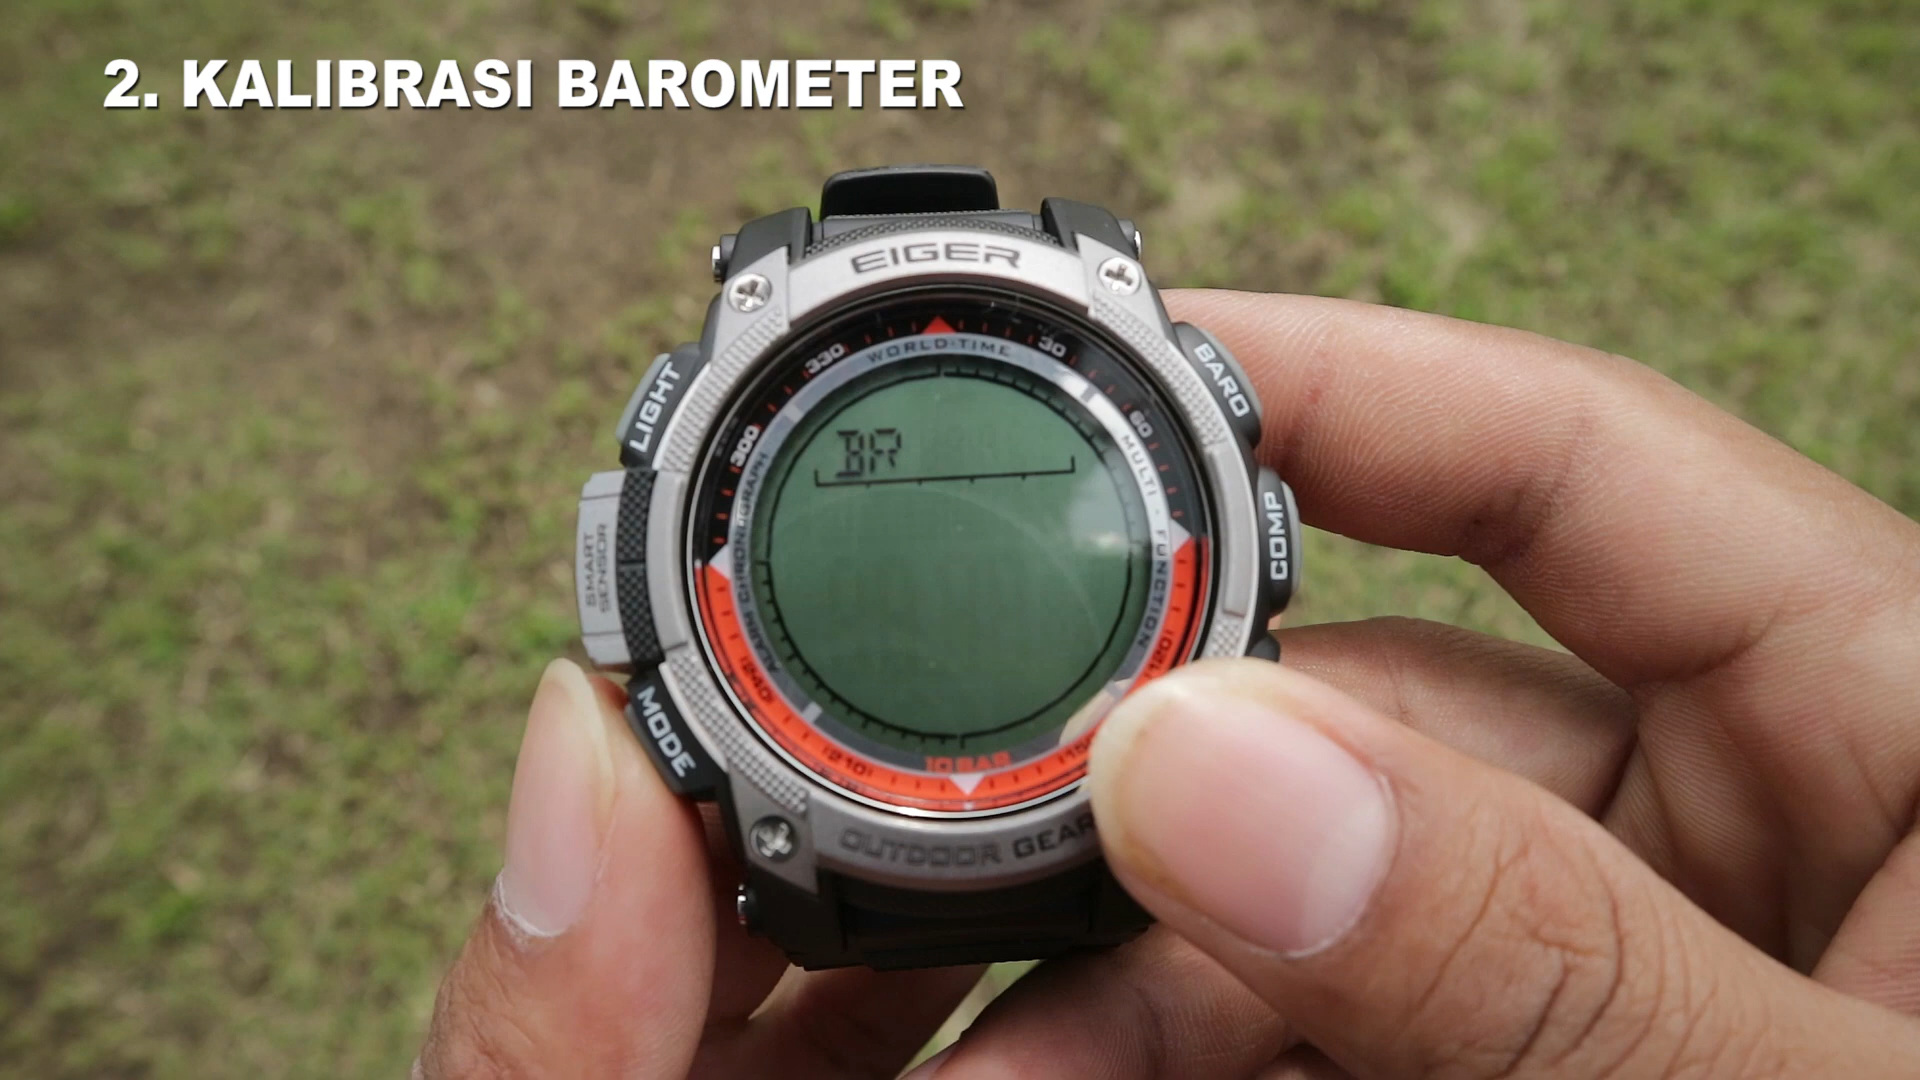 2. KALIBRASI BAROMETER
EIGER
330
30
WORLD·TIME
LIGHT
BARO
300
60
BR
MULTI · FUNCTION
SMART
SENSOR
COMP
ALARM CHRONOGRAPH
240
120
MODE
210
10 BAR
OUTDOOR GEAR